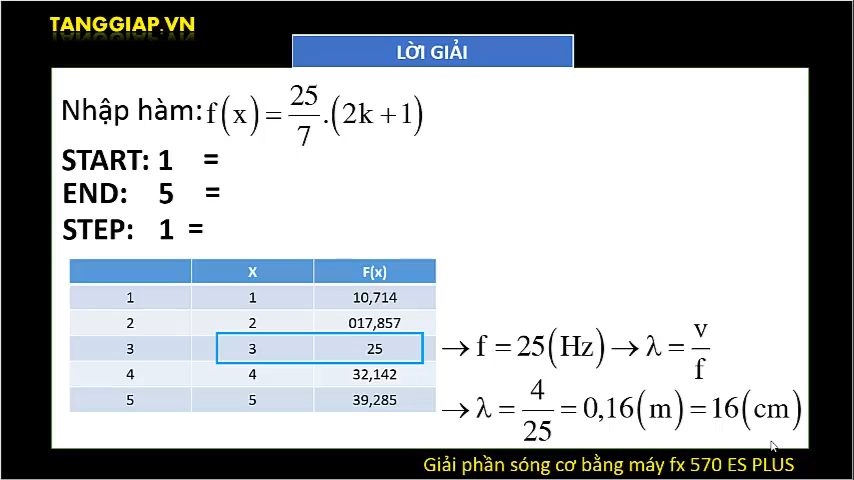 TANGGIAP.VN
LỜI GIẢI
Nhập hàm: f(x) = 25/7 .(2k + 1)
START: 1 =
END: 5 =
STEP: 1 =
X F(x)
1 1 10,714
2 2 017,857
3 3 25
4 4 32,142
5 5 39,285
→ f = 25(Hz) → λ = v/f
→ λ = 4/25 = 0,16(m) = 16(cm)
Giải phần sóng cơ bằng máy fx 570 ES PLUS